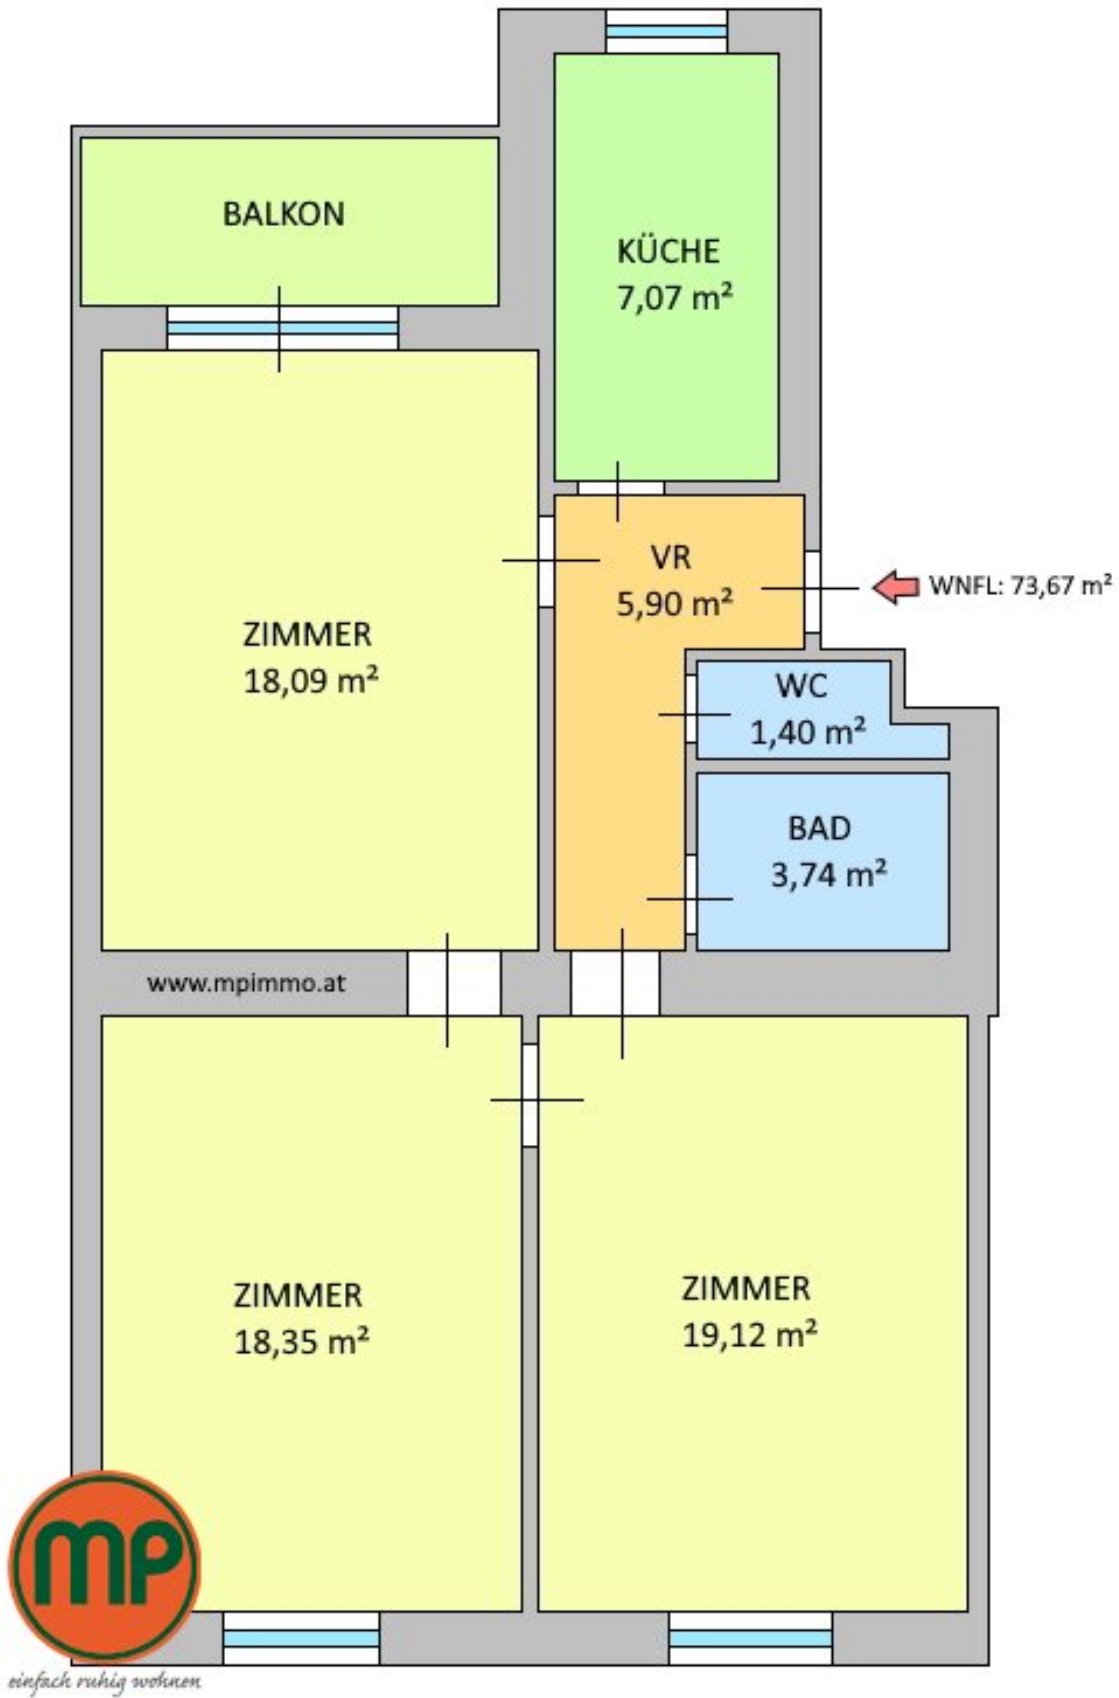 BALKON
KÜCHE
7,07 m²
VR
5,90 m²
WNFL: 73,67 m²
ZIMMER
18,09 m²
WC
1,40 m²
BAD
3,74 m²
www.mpimmo.at
ZIMMER
18,35 m²
ZIMMER
19,12 m²
mp
einfach ruhig wohnen